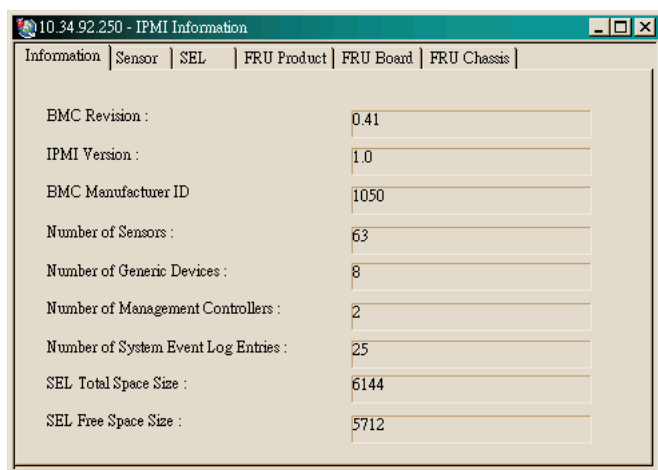 10.34.92.250 - IPMI Information
Information Sensor SEL FRU Product FRU Board FRU Chassis
BMC Revision : 0.41
IPMI Version : 1.0
BMC Manufacturer ID 1050
Number of Sensors : 63
Number of Generic Devices : 8
Number of Management Controllers : 2
Number of System Event Log Entries : 25
SEL Total Space Size : 6144
SEL Free Space Size : 5712